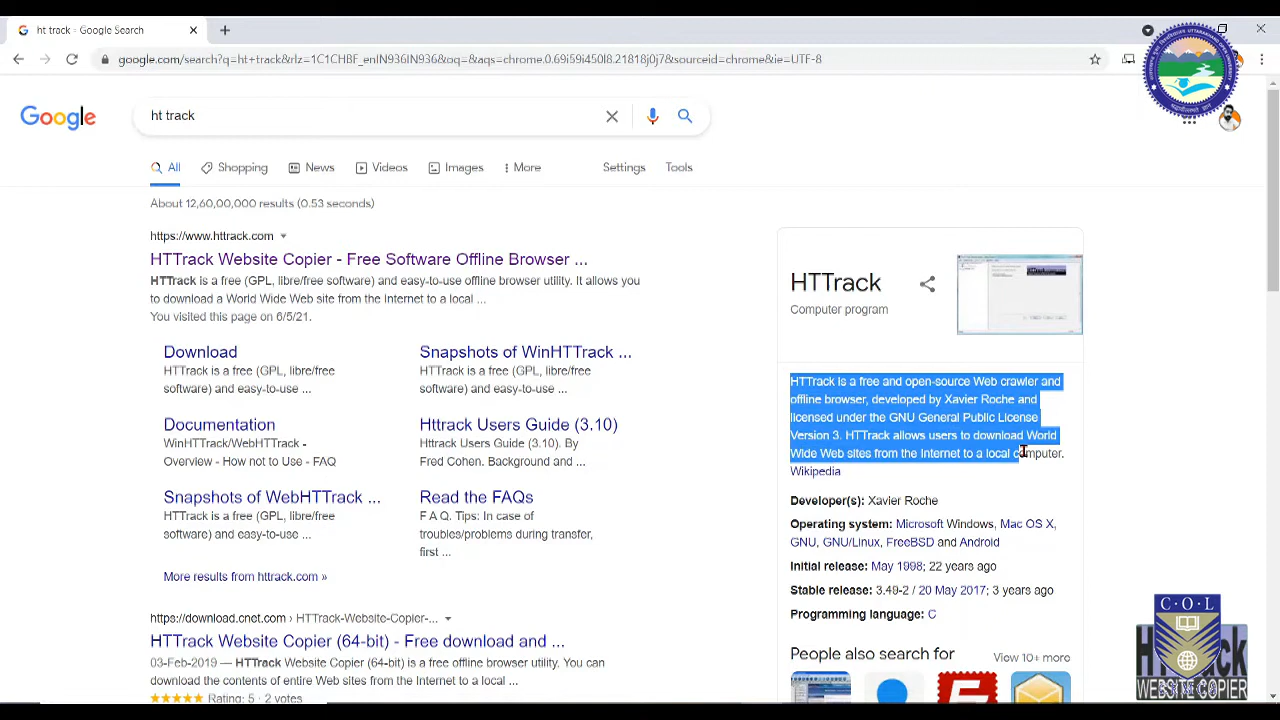 ht track - Google Search
google.com/search?q=ht+track&rlz=1C1CHBF_enIN936IN936&oq=&aqs=chrome.0.69i59i450l8.21818j0j7&sourceid=chrome&ie=UTF-8
Google
ht track
All Shopping News Videos Images More Settings Tools
About 12,60,00,000 results (0.53 seconds)
https://www.httrack.com
HTTrack Website Copier - Free Software Offline Browser ...
HTTrack is a free (GPL, libre/free software) and easy-to-use offline browser utility. It allows you
to download a World Wide Web site from the Internet to a local ...
You visited this page on 6/5/21.
Download
HTTrack is a free (GPL, libre/free
software) and easy-to-use ...
Snapshots of WinHTTrack ...
HTTrack is a free (GPL, libre/free
software) and easy-to-use ...
Documentation
WinHTTrack/WebHTTrack -
Overview - How to use - FAQ
Httrack Users Guide (3.10)
Httrack Users Guide (3.10). By
Fred Cohen. Background and ...
Snapshots of WebHTTrack ...
HTTrack is a free (GPL, libre/free
software) and easy-to-use ...
Read the FAQs
F A Q. Tips: In case of
troubles/problems during transfer,
first ...
More results from httrack.com »
https://download.cnet.com › HTTrack-Website-Copier-...
HTTrack Website Copier (64-bit) - Free download and ...
03-Feb-2019 — HTTrack Website Copier (64-bit) is a free offline browser utility. You can
download the contents of entire Web sites from the Internet to a local ...
Rating: 5 · 2 votes
HTTrack
Computer program
HTTrack is a free and open-source Web crawler and
offline browser, developed by Xavier Roche and
licensed under the GNU General Public License
Version 3. HTTrack allows users to download World
Wide Web sites from the Internet to a local computer.
Wikipedia
Developer(s): Xavier Roche
Operating system: Microsoft Windows, Mac OS X,
GNU, GNU/Linux, FreeBSD and Android
Initial release: May 1998; 22 years ago
Stable release: 3.49-2 / 20 May 2017; 3 years ago
Programming language: C
People also search for
View 10+ more
C·O·L
WEBSITE COPIER